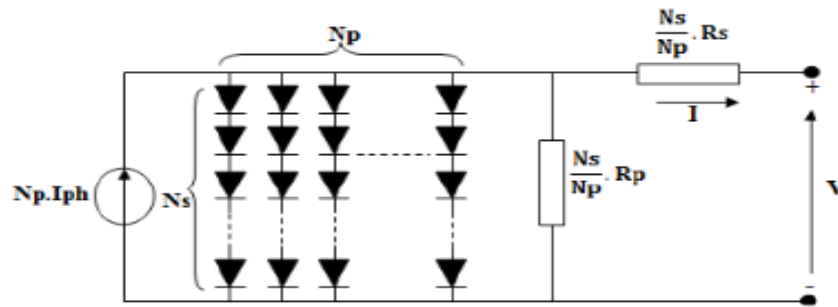 Np
Ns/Np . Rs
+
I
Np.Iph
Ns
Ns/Np . Rp
V
-